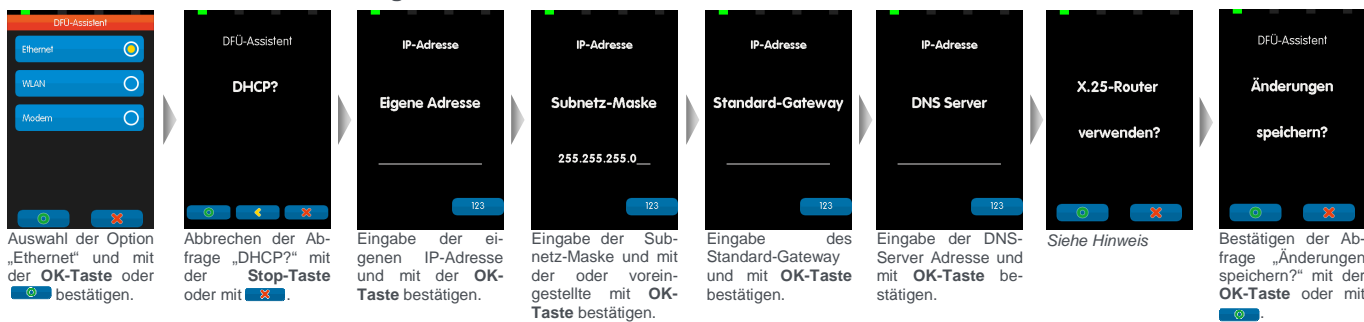 DFÜ-Assistent
Ethernet
WLAN
Modem
Auswahl der Option
„Ethernet" und mit
der OK-Taste oder
bestätigen.
DFÜ-Assistent
DHCP?
Abbrechen der Ab-
frage „DHCP?" mit
der Stop-Taste
oder mit .
IP-Adresse
Eigene Adresse
123
Eingabe der ei-
genen IP-Adresse
und mit der OK-
Taste bestätigen.
IP-Adresse
Subnetz-Maske
255.255.255.0__
123
Eingabe der Sub-
netz-Maske und mit
der oder vorein-
gestellte mit OK-
Taste bestätigen.
IP-Adresse
Standard-Gateway
123
Eingabe des
Standard-Gateway
und mit OK-Taste
bestätigen.
IP-Adresse
DNS Server
123
Eingabe der DNS-
Server Adresse und
mit OK-Taste be-
stätigen.
X.25-Router
verwenden?
Siehe Hinweis
DFÜ-Assistent
Änderungen
speichern?
Bestätigen der Ab-
frage „Änderungen
speichern?" mit der
OK-Taste oder mit
.